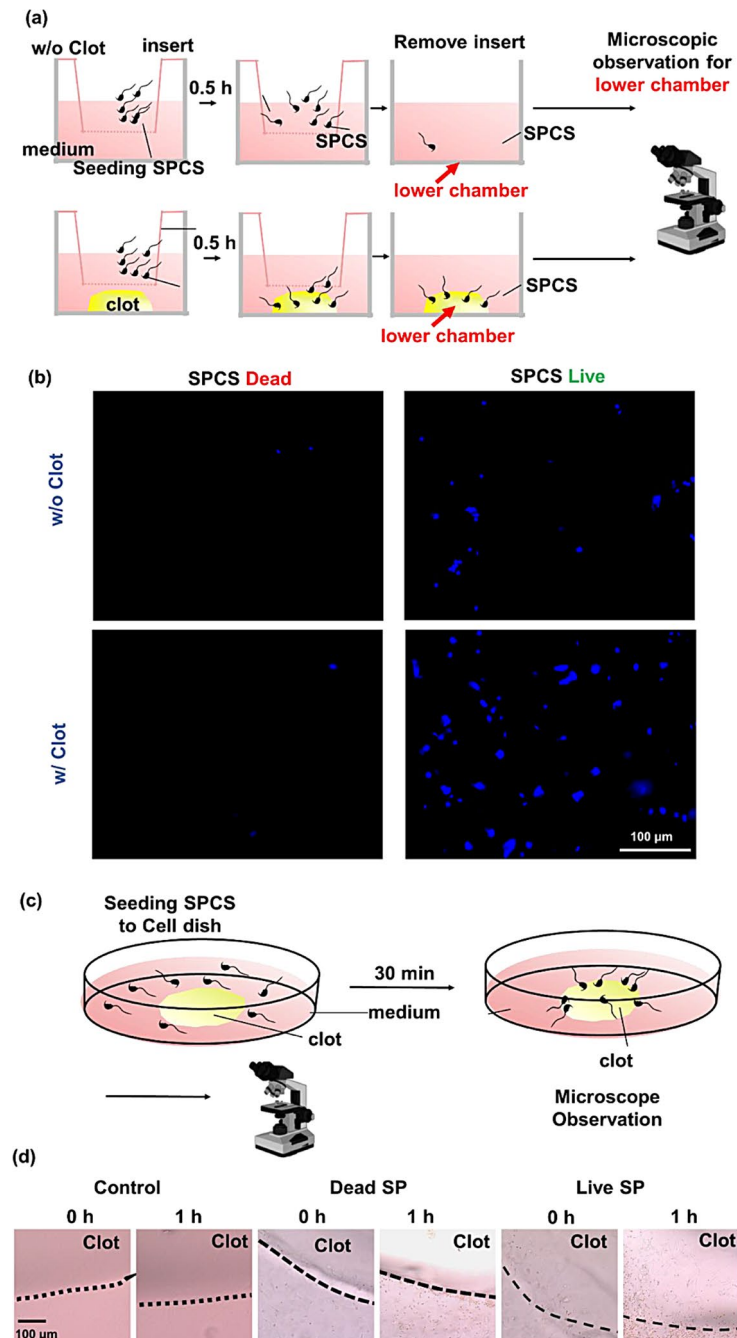 (a)
w/o Clot
insert
Remove insert
Microscopic
observation for
lower chamber
0.5 h
SPCS
SPCS
medium
Seeding SPCS
lower chamber
0.5 h
SPCS
clot
lower chamber
(b)
SPCS Dead
SPCS Live
w/o Clot
w/ Clot
100 µm
(c)
Seeding SPCS
to Cell dish
30 min
medium
clot
clot
Microscope
Observation
(d)
Control
Dead SP
Live SP
0 h
1 h
0 h
1 h
0 h
1 h
Clot
Clot
Clot
Clot
Clot
Clot
100 µm